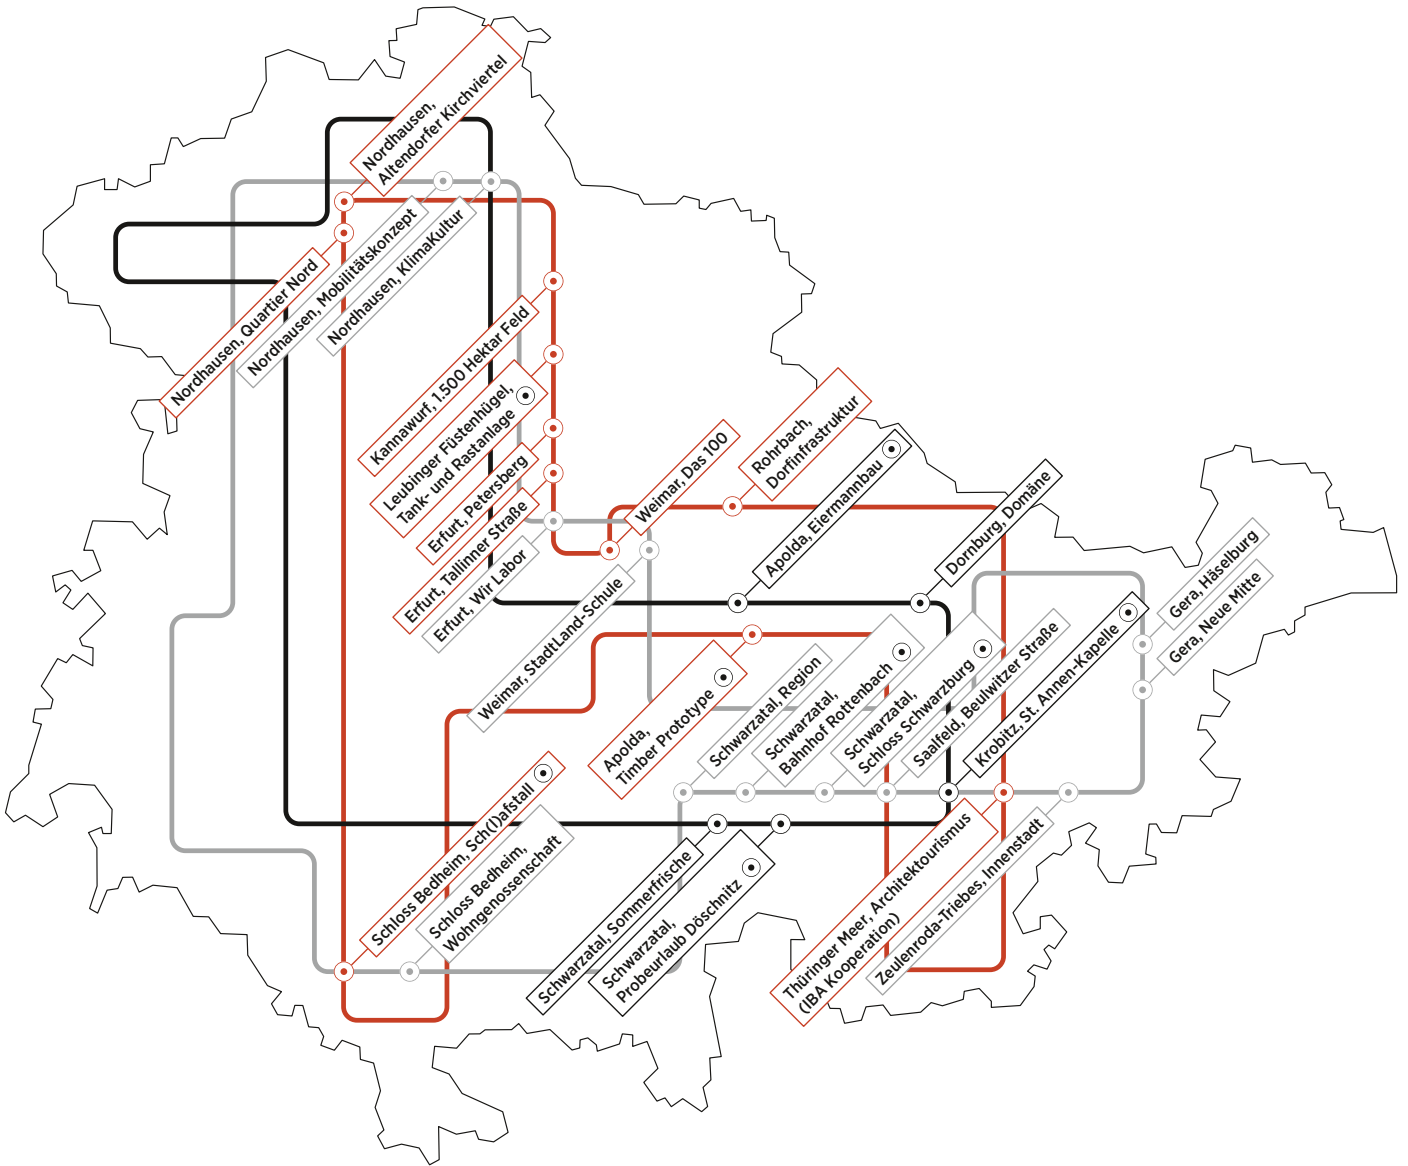 Nordhausen,
Altendorfer Kirchviertel
Nordhausen, Quartier Nord
Nordhausen, Mobilitätskonzept
Nordhausen, KlimaKultur
Kannawurf, 1.500 Hektar Feld
Leubinger Füstenhügel,
Tank- und Rastanlage
Erfurt, Petersberg
Erfurt, Tallinner Straße
Erfurt, Wir Labor
Weimar, Das 100
Rohrbach,
Dorfinfrastruktur
Apolda, Eiermannbau
Dornburg, Domäne
Weimar, StadtLand-Schule
Gera, Häselburg
Gera, Neue Mitte
Apolda,
Timber Prototype
Schwarzatal, Region
Schwarzatal,
Bahnhof Rottenbach
Schwarzatal,
Schloss Schwarzburg
Saalfeld, Beulwitzer Straße
Krobitz, St. Annen-Kapelle
Schloss Bedheim, Sch(l)afstall
Schloss Bedheim,
Wohngenossenschaft
Schwarzatal, Sommerfrische
Schwarzatal,
Probeurlaub Döschnitz
Thüringer Meer, Architektourismus
(IBA Kooperation)
Zeulenroda-Triebes, Innenstadt